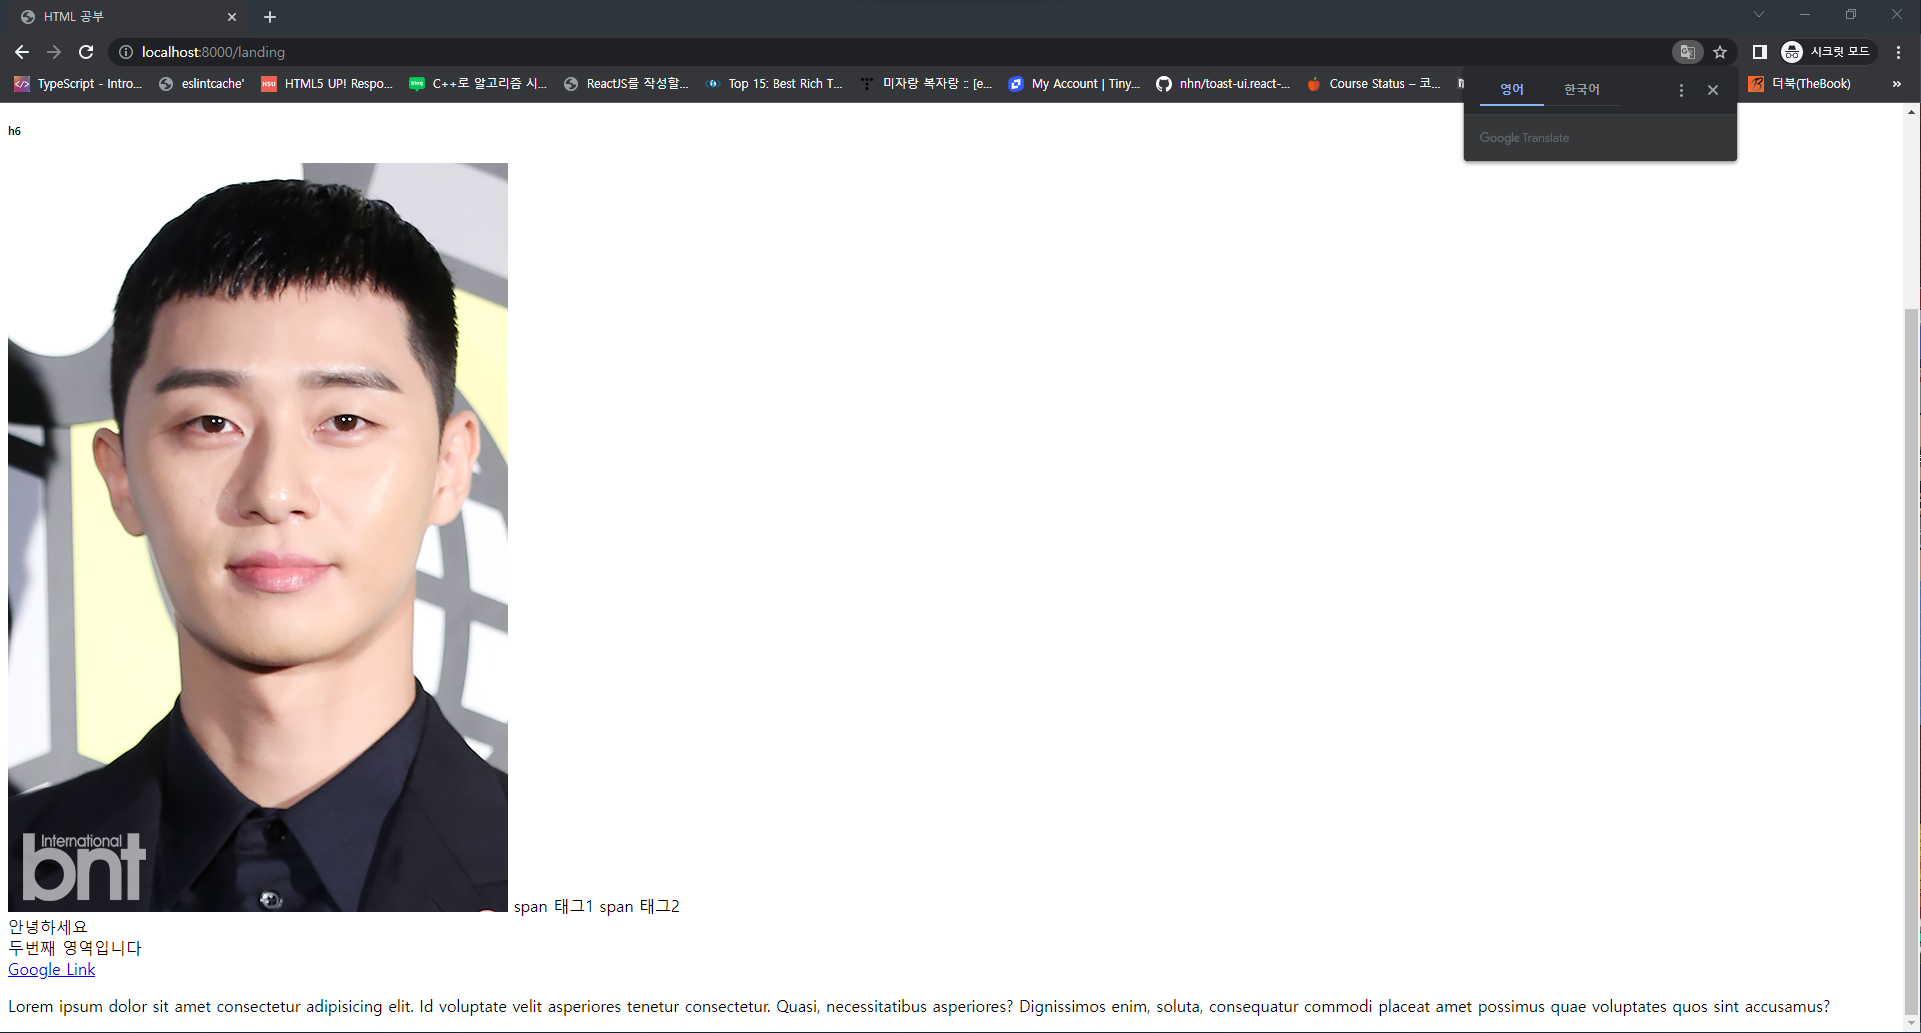 HTML 공부
localhost:8000/landing
시크릿 모드
TypeScript - Intro...
eslintcache'
HSU
HTML5 UP! Respo...
blog
C++로 알고리즘 시...
ReactJS를 작성할...
Top 15: Best Rich T...
미자랑 복자랑 :: [e...
My Account | Tiny...
nhn/toast-ui.react-...
Course Status – 코...
더북(TheBook)
»
영어 한국어
Google Translate
h6
International
bnt
span 태그1 span 태그2
안녕하세요
두번째 영역입니다
Google Link
Lorem ipsum dolor sit amet consectetur adipisicing elit. Id voluptate velit asperiores tenetur consectetur. Quasi, necessitatibus asperiores? Dignissimos enim, soluta, consequatur commodi placeat amet possimus quae voluptates quos sint accusamus?